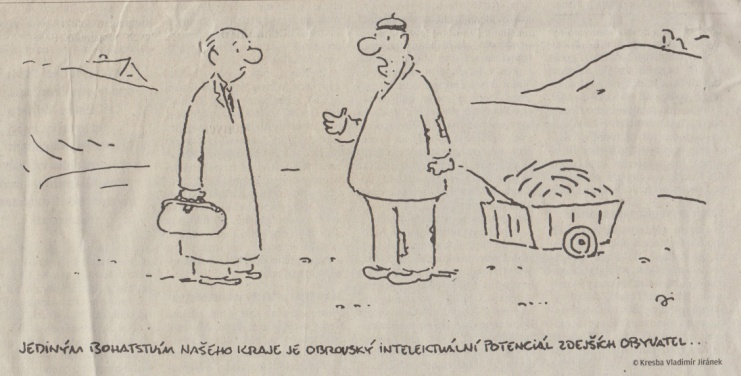 JEDINÝM BOHATSTVÍM NAŠEHO KRAJE JE OBROVSKÝ INTELEKTUÁLNÍ POTENCIÁL ZDEJŠÍCH OBYVATEL..
© Kresba Vladimír Jiránek